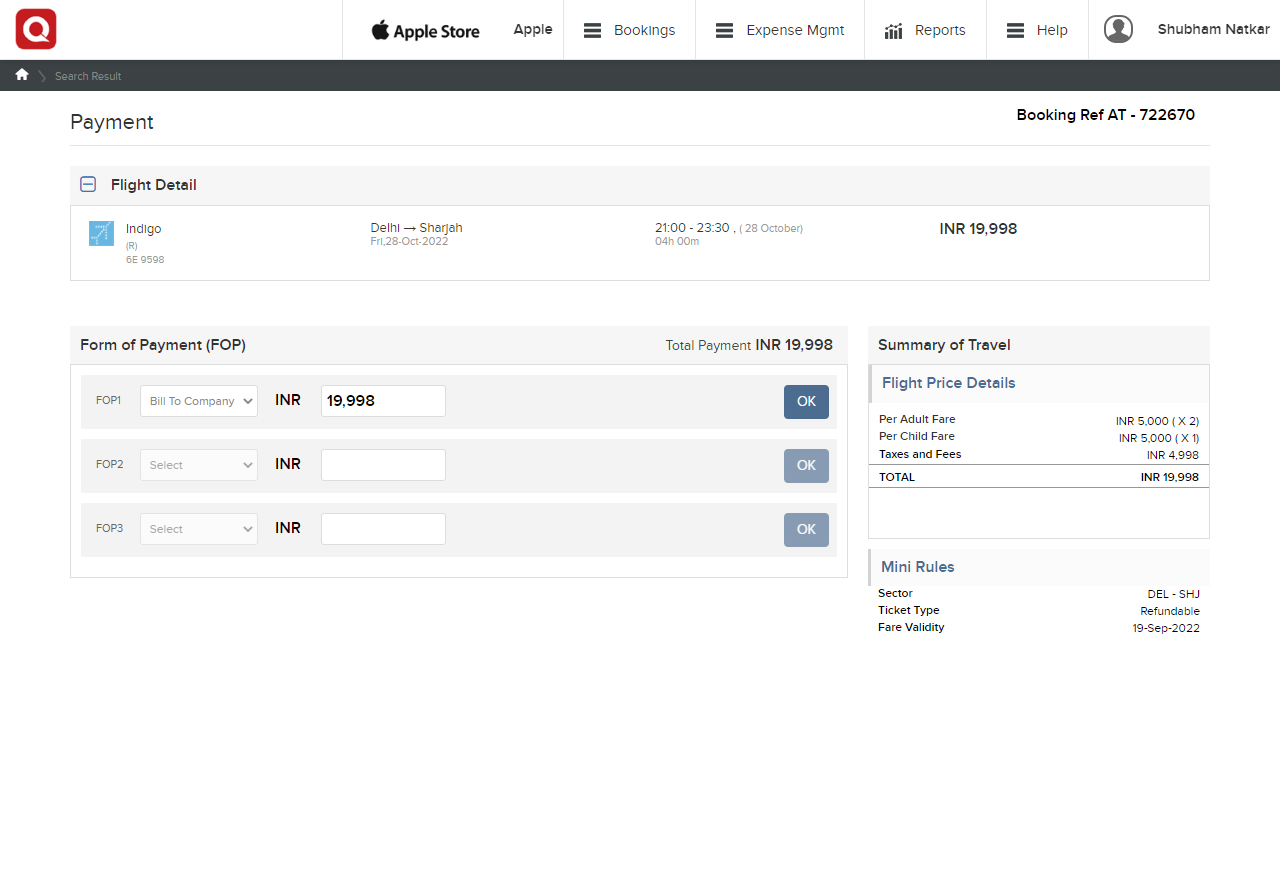 Apple Store
Apple
Bookings
Expense Mgmt
Reports
Help
Shubham Natkar
Search Result
Payment
Booking Ref AT - 722670
Flight Detail
Indigo
(R)
6E 9598
Delhi → Sharjah
Fri,28-Oct-2022
21:00 - 23:30 , ( 28 October)
04h 00m
INR 19,998
Form of Payment (FOP)
Total Payment INR 19,998
FOP1 Bill To Company INR 19,998 OK
FOP2 Select INR OK
FOP3 Select INR OK
Summary of Travel
Flight Price Details
Per Adult Fare INR 5,000 ( X 2)
Per Child Fare INR 5,000 ( X 1)
Taxes and Fees INR 4,998
TOTAL INR 19,998
Mini Rules
Sector DEL - SHJ
Ticket Type Refundable
Fare Validity 19-Sep-2022